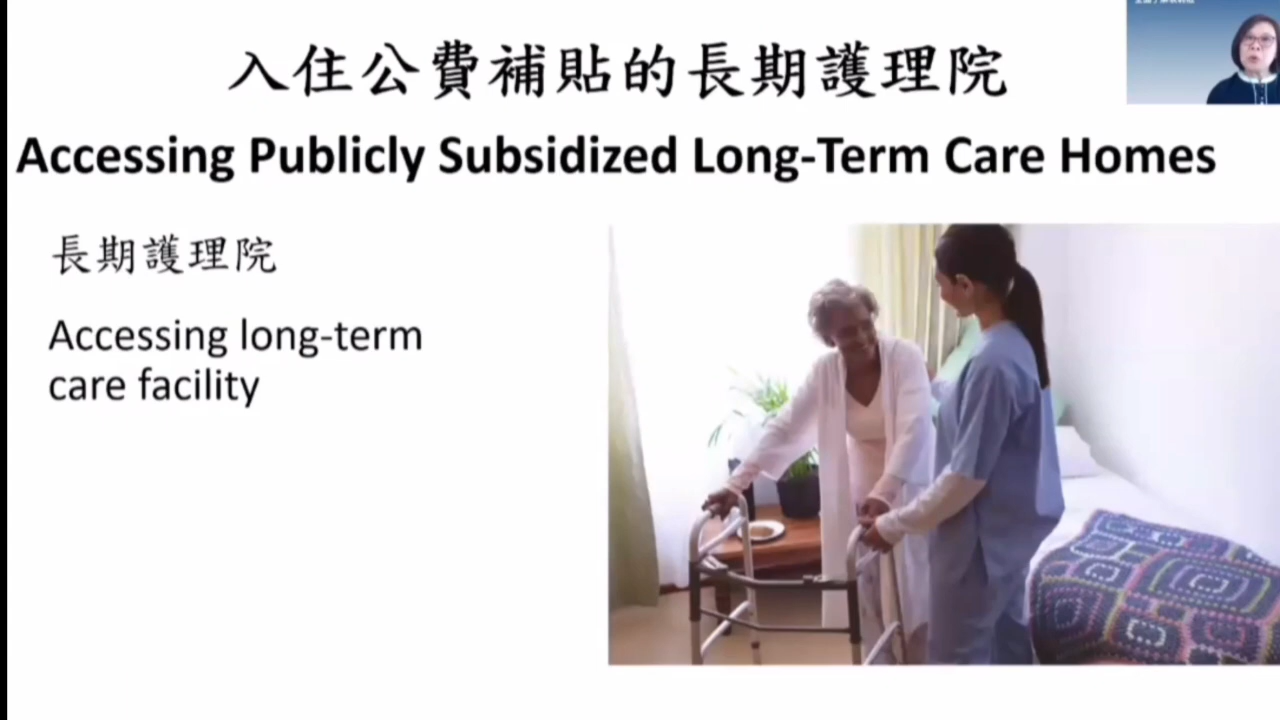 入住公費補貼的長期護理院
Accessing Publicly Subsidized Long-Term Care Homes
長期護理院
Accessing long-term
care facility